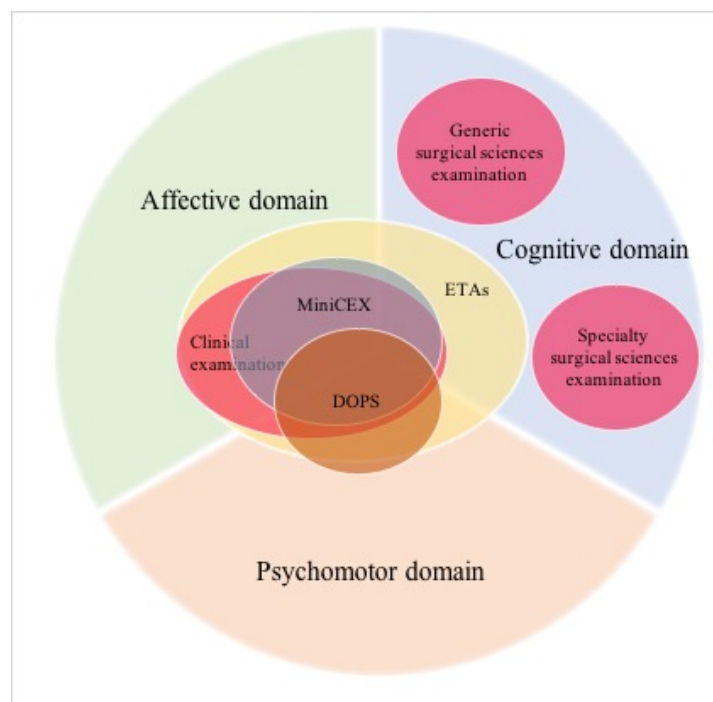 Generic
surgical sciences
examination
Affective domain
Cognitive domain
ETAs
MiniCEX
Clinical
examination
Specialty
surgical sciences
examination
DOPS
Psychomotor domain